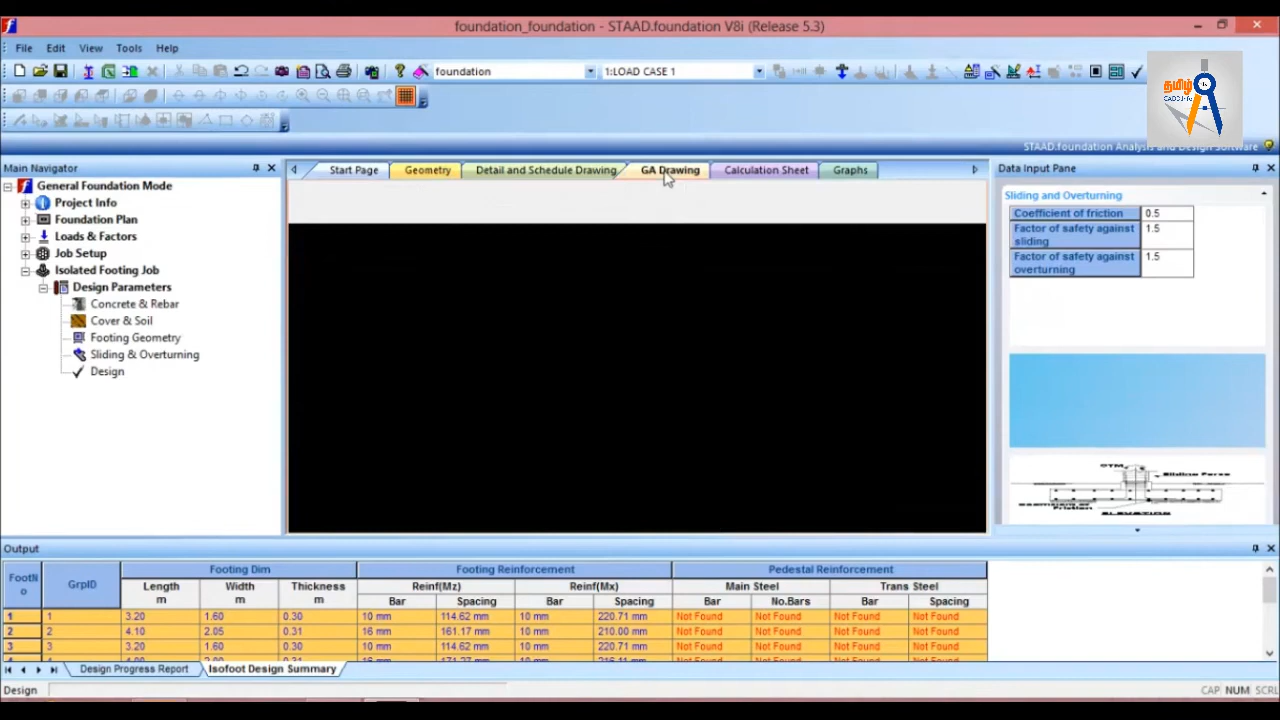 foundation_foundation - STAAD.foundation V8i (Release 5.3)
File Edit View Tools Help
foundation 1:LOAD CASE 1
தமிழ்
STAAD.foundation Analysis and Design Software
Main Navigator
Start Page Geometry Detail and Schedule Drawing GA Drawing Calculation Sheet Graphs
Data Input Pane
General Foundation Mode
Project Info
Foundation Plan
Loads & Factors
Job Setup
Isolated Footing Job
Design Parameters
Concrete & Rebar
Cover & Soil
Footing Geometry
Sliding & Overturning
Design
Sliding and Overturning
Coefficient of friction 0.5
Factor of safety against sliding 1.5
Factor of safety against overturning 1.5
OTM
Sliding Force
Friction
ELEVATION
Output
FootN o GrpID Footing Dim Footing Reinforcement Pedestal Reinforcement
Length m Width m Thickness m Reinf(Mz) Reinf(Mx) Main Steel Trans Steel
Bar Spacing Bar Spacing Bar No.Bars Bar Spacing
1 1 3.20 1.60 0.30 10 mm 114.62 mm 10 mm 220.71 mm Not Found Not Found Not Found Not Found
2 2 4.10 2.05 0.31 16 mm 161.17 mm 10 mm 210.00 mm Not Found Not Found Not Found Not Found
3 3 3.20 1.60 0.30 10 mm 114.62 mm 10 mm 220.71 mm Not Found Not Found Not Found Not Found
Design Progress Report Isofoot Design Summary
Design CAP NUM SCRL